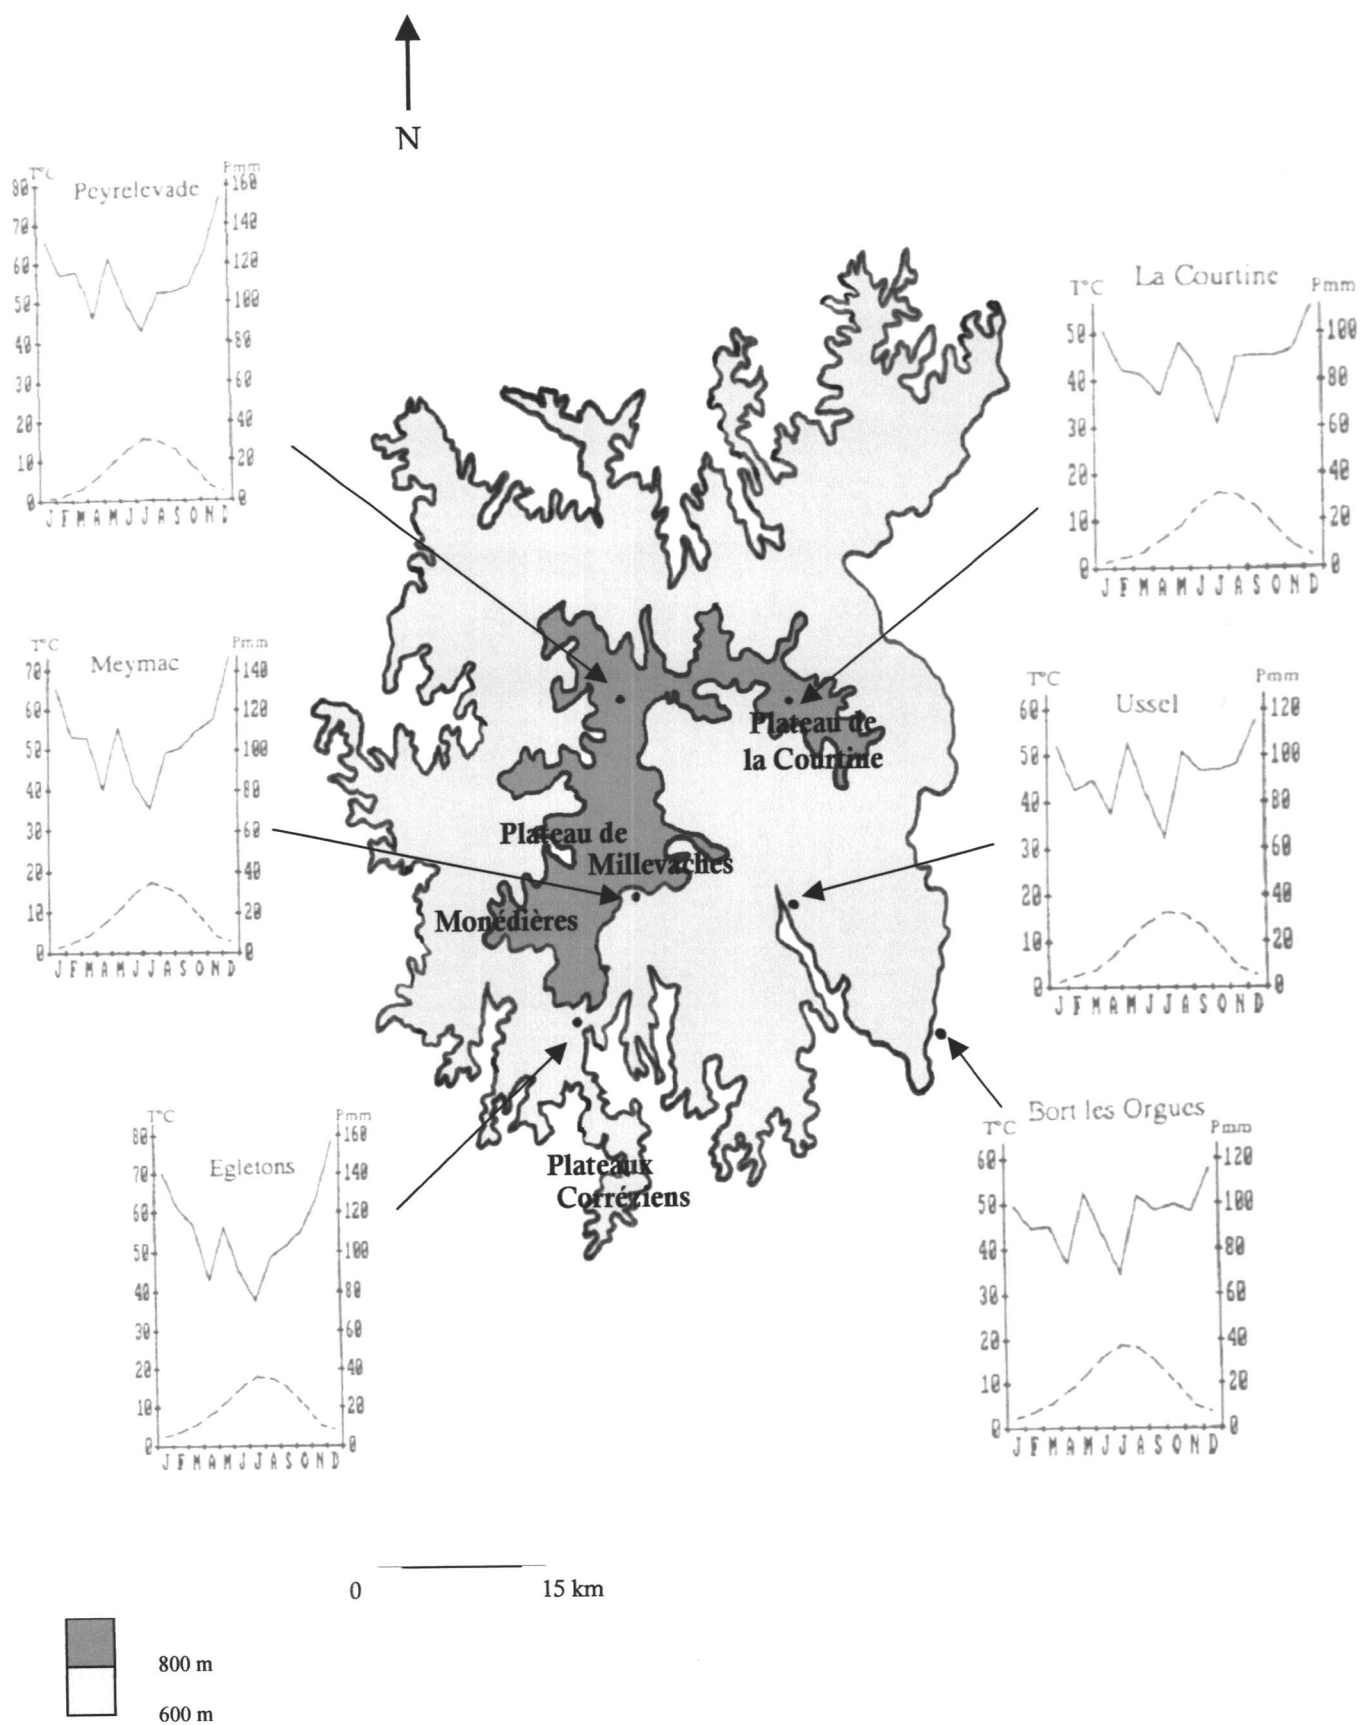 N
T°C
Pmm
Peyrelevade
80
70
60
50
40
30
20
10
0
160
140
120
100
80
60
40
20
0
J F M A M J J A S O N D
T°C
La Courtine
Pmm
50
40
30
20
10
0
100
80
60
40
20
0
J F M A M J J A S O N D
T°C
Meymac
Pmm
70
60
50
40
30
20
10
0
140
120
100
80
60
40
20
0
J F M A M J J A S O N D
T°C
Ussel
Pmm
60
50
40
30
20
10
0
120
100
80
60
40
20
0
J F M A M J J A S O N D
Plateau de
la Courtine
Plateau de
Millevaches
Monédières
T°C
Egletons
Pmm
80
70
60
50
40
30
20
10
0
160
140
120
100
80
60
40
20
0
J F M A M J J A S O N D
Plateaux
Corréziens
Bort les Orgues
T°C
Pmm
60
50
40
30
20
10
0
120
100
80
60
40
20
0
J F M A M J J A S O N D
0
15 km
800 m
600 m